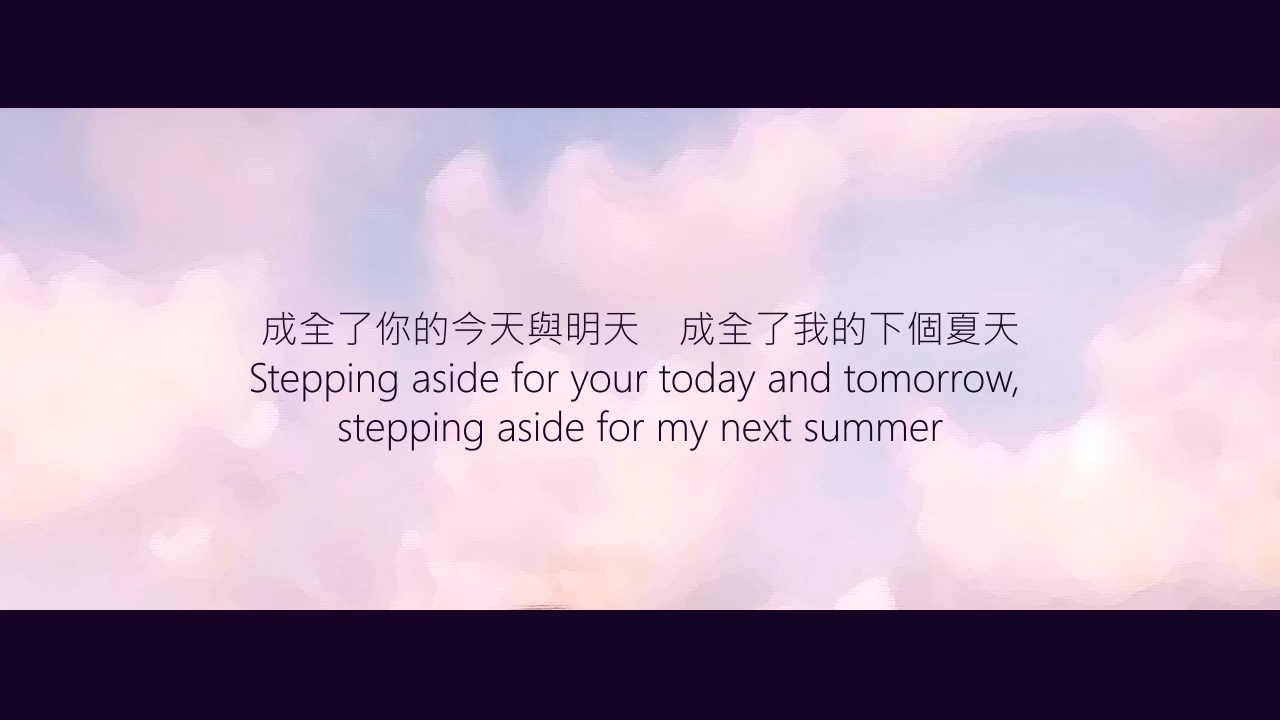 成全了你的今天與明天　成全了我的下個夏天
Stepping aside for your today and tomorrow,
stepping aside for my next summer